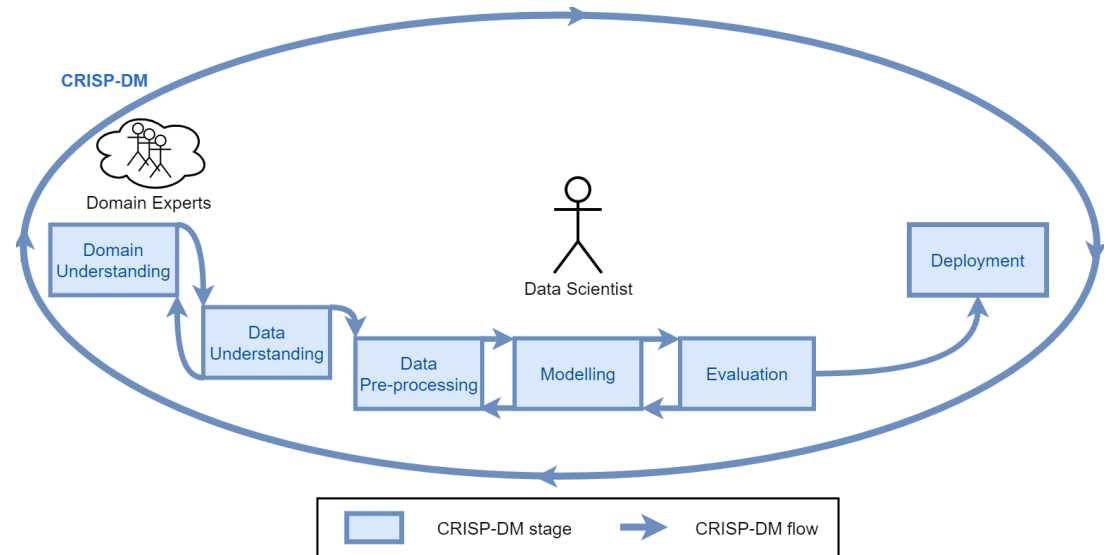 CRISP-DM
Domain Experts
Domain
Understanding
Data
Understanding
Data Scientist
Data
Pre-processing
Modelling
Evaluation
Deployment
CRISP-DM stage
CRISP-DM flow